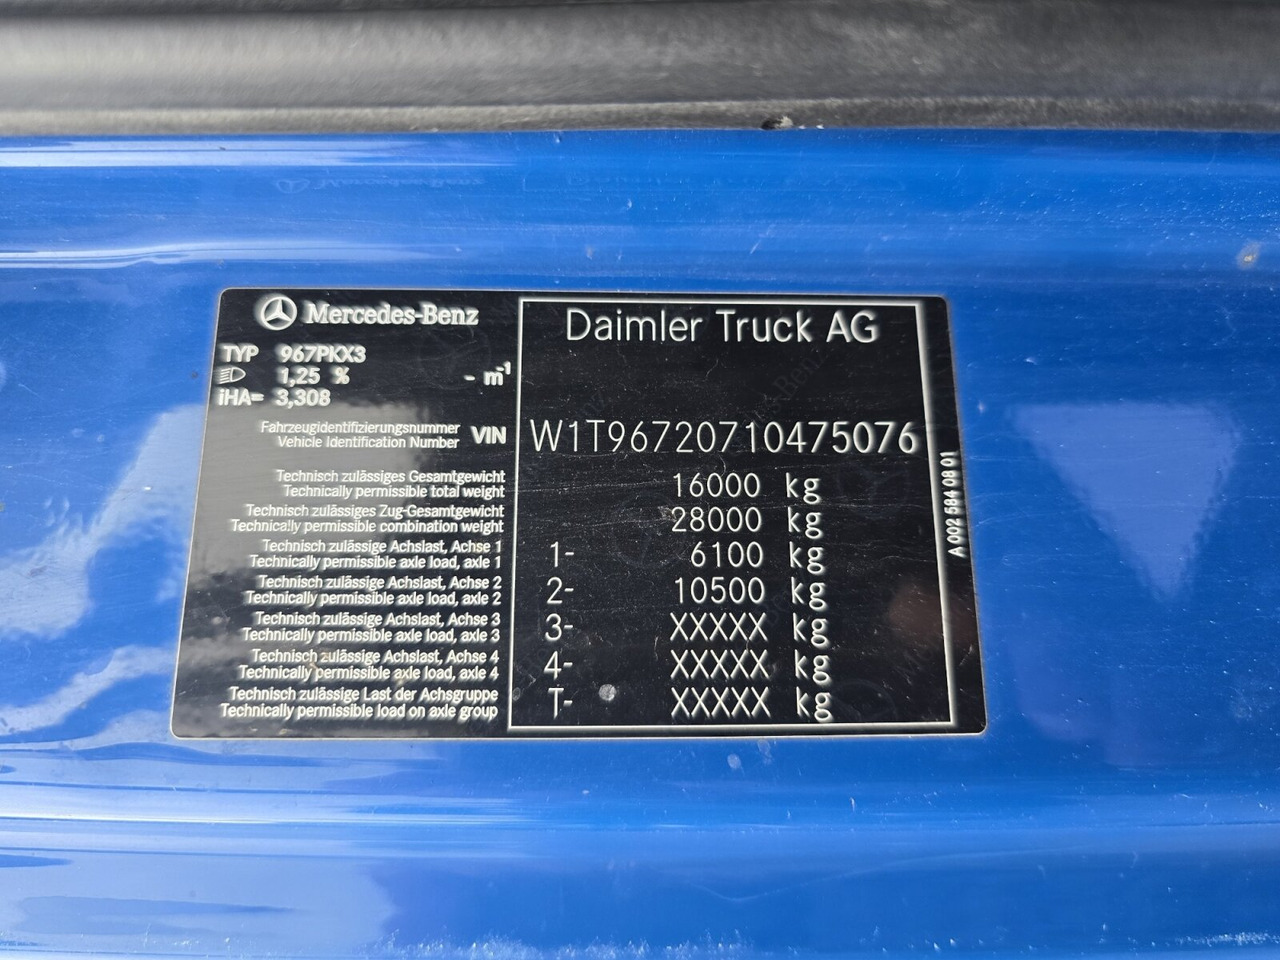 Mercedes-Benz
Daimler Truck AG
TYP 967PKX3
1,25 % - m-1
iHA= 3,308
Fahrzeugidentifizierungsnummer
Vehicle Identification Number VIN W1T96720710475076
Technisch zulässiges Gesamtgewicht
Technically permissible total weight 16000 kg
Technisch zulässiges Zug-Gesamtgewicht
Technically permissible combination weight 28000 kg
Technisch zulässige Achslast, Achse 1
Technically permissible axle load, axle 1 1- 6100 kg
Technisch zulässige Achslast, Achse 2
Technically permissible axle load, axle 2 2- 10500 kg
Technisch zulässige Achslast, Achse 3
Technically permissible axle load, axle 3 3- XXXXX kg
Technisch zulässige Achslast, Achse 4
Technically permissible axle load, axle 4 4- XXXXX kg
Technisch zulässige Last der Achsgruppe
Technically permissible load on axle group T- XXXXX kg
A 002 584 08 01